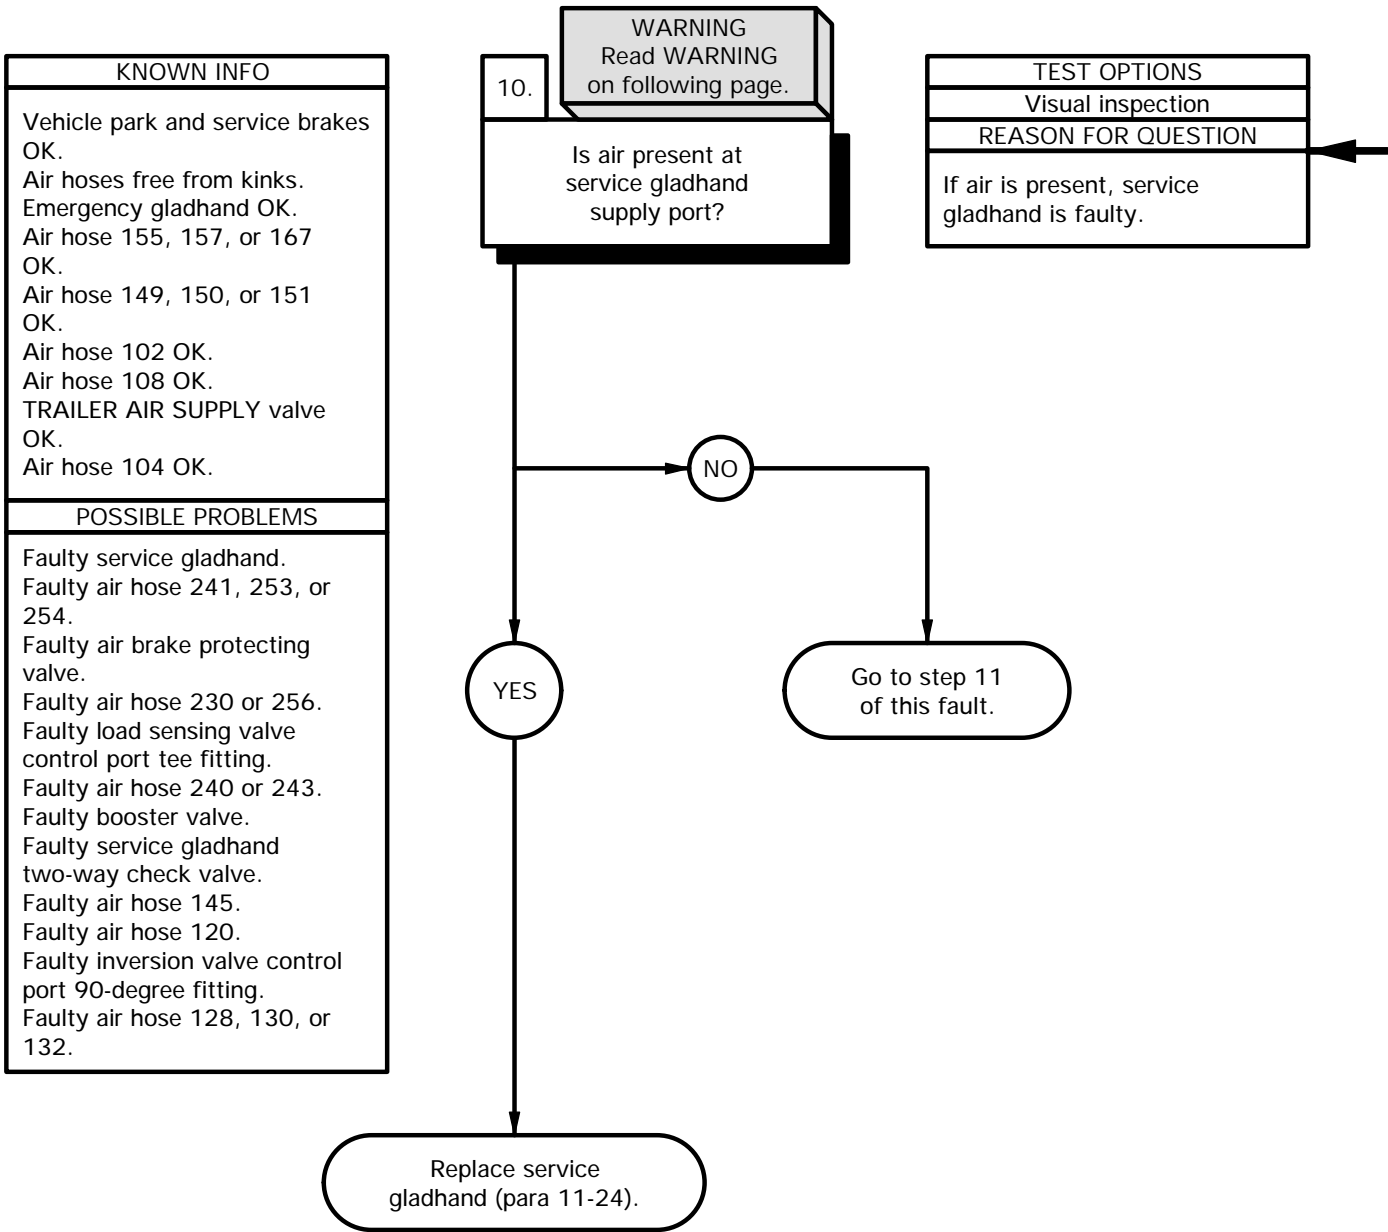 KNOWN INFO
Vehicle park and service brakes
OK.
Air hoses free from kinks.
Emergency gladhand OK.
Air hose 155, 157, or 167
OK.
Air hose 149, 150, or 151
OK.
Air hose 102 OK.
Air hose 108 OK.
TRAILER AIR SUPPLY valve
OK.
Air hose 104 OK.
POSSIBLE PROBLEMS
Faulty service gladhand.
Faulty air hose 241, 253, or
254.
Faulty air brake protecting
valve.
Faulty air hose 230 or 256.
Faulty load sensing valve
control port tee fitting.
Faulty air hose 240 or 243.
Faulty booster valve.
Faulty service gladhand
two-way check valve.
Faulty air hose 145.
Faulty air hose 120.
Faulty inversion valve control
port 90-degree fitting.
Faulty air hose 128, 130, or
132.
WARNING
Read WARNING
on following page.
10.
Is air present at
service gladhand
supply port?
TEST OPTIONS
Visual inspection
REASON FOR QUESTION
If air is present, service
gladhand is faulty.
NO
YES
Go to step 11
of this fault.
Replace service
gladhand (para 11-24).